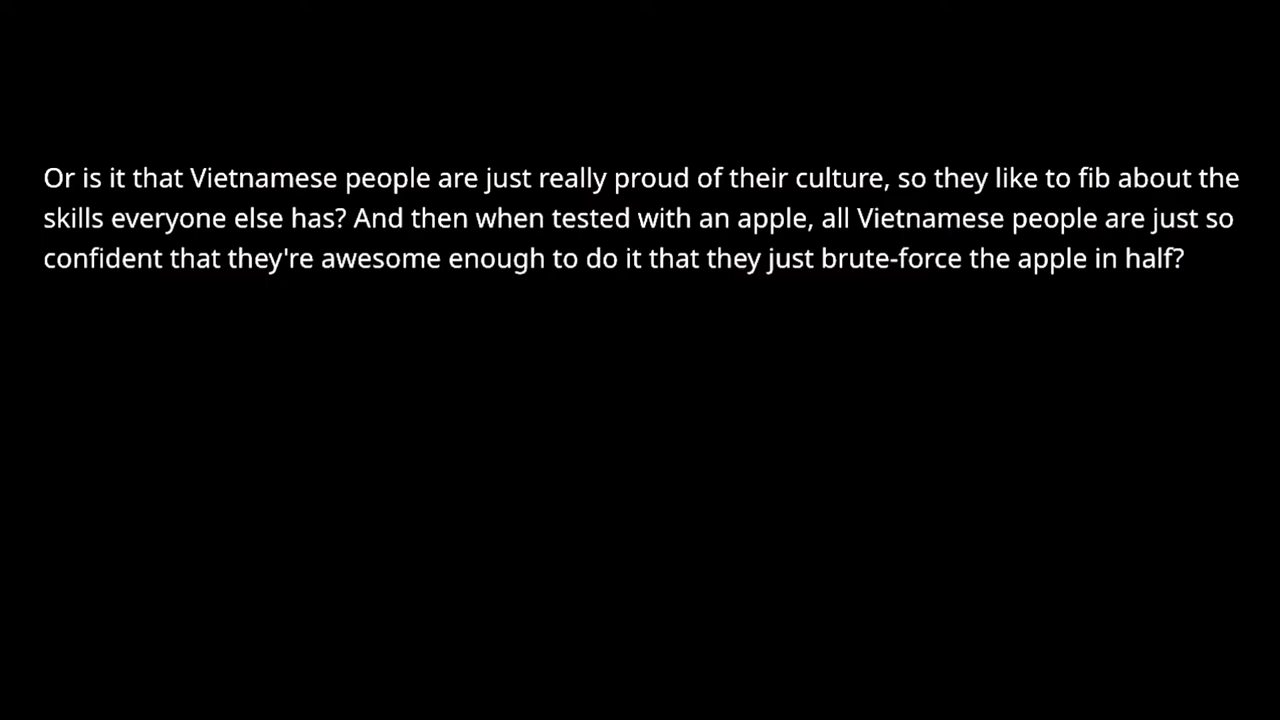 Or is it that Vietnamese people are just really proud of their culture, so they like to fib about the
skills everyone else has? And then when tested with an apple, all Vietnamese people are just so
confident that they're awesome enough to do it that they just brute-force the apple in half?